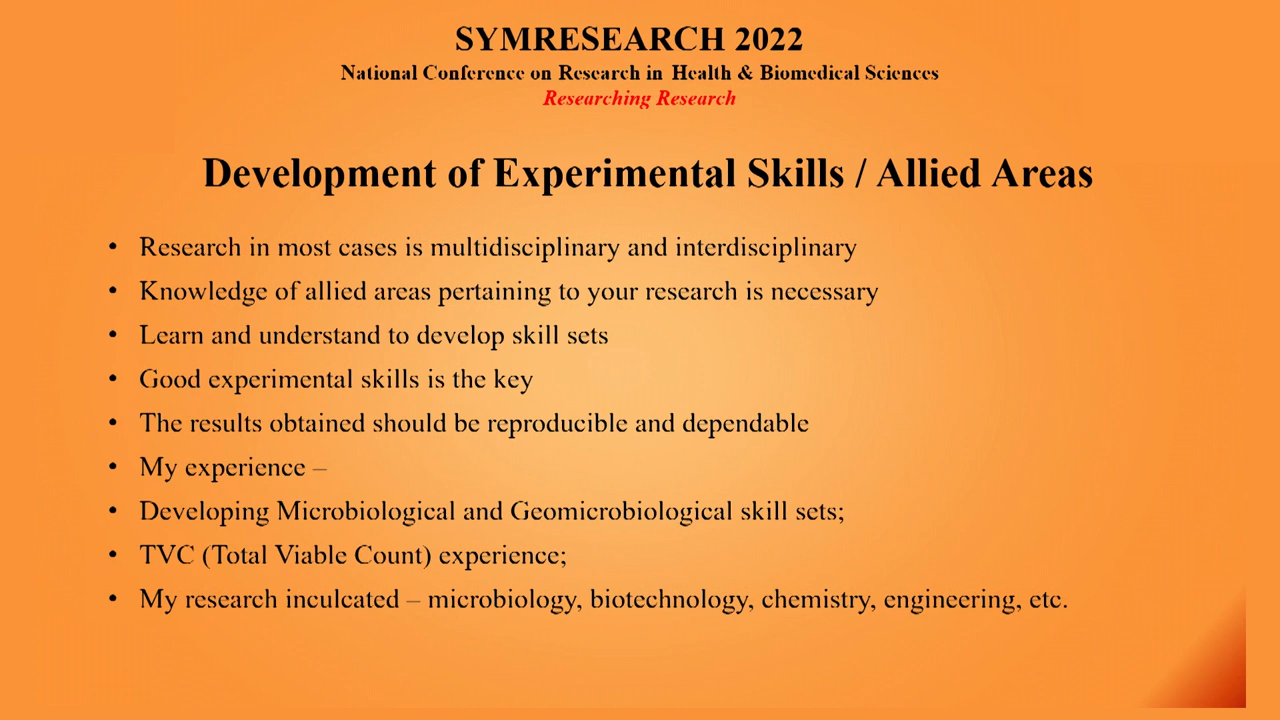 SYMRESEARCH 2022
National Conference on Research in Health & Biomedical Sciences
Researching Research
Development of Experimental Skills / Allied Areas
• Research in most cases is multidisciplinary and interdisciplinary
• Knowledge of allied areas pertaining to your research is necessary
• Learn and understand to develop skill sets
• Good experimental skills is the key
• The results obtained should be reproducible and dependable
• My experience –
• Developing Microbiological and Geomicrobiological skill sets;
• TVC (Total Viable Count) experience;
• My research inculcated – microbiology, biotechnology, chemistry, engineering, etc.